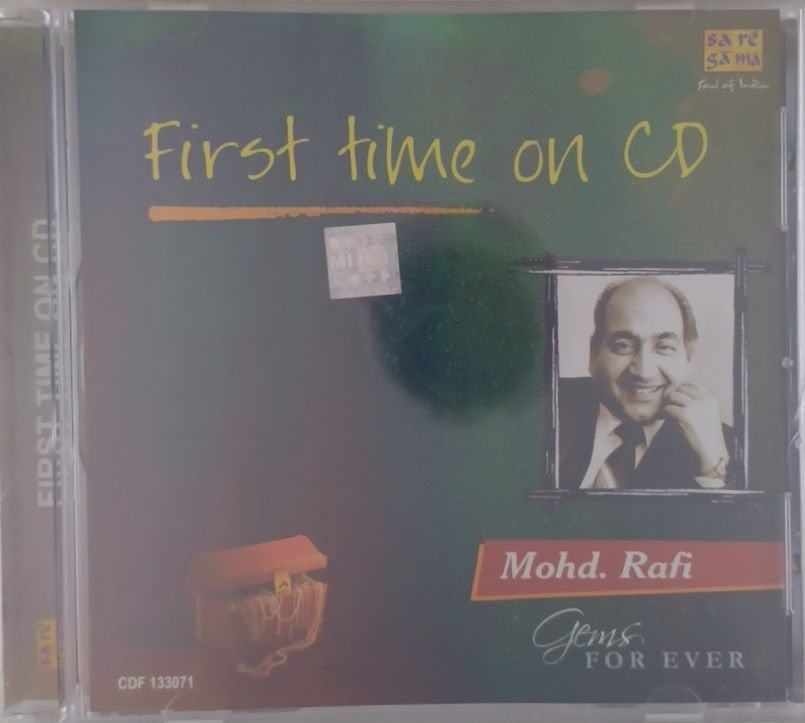 sa re
ga ma
Soul of India
First time on CD
Mohd. Rafi
Gems
FOR EVER
CDF 133071
FIRST TIME ON CD